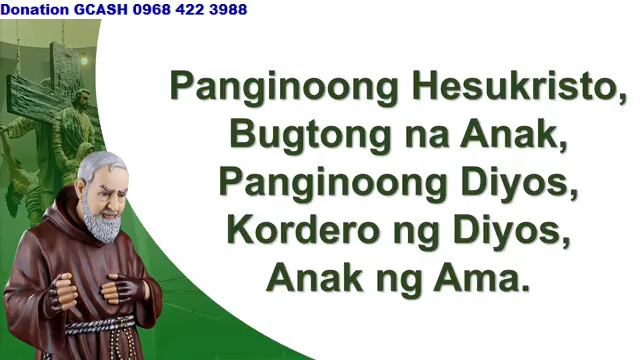 Donation GCASH 0968 422 3988
Panginoong Hesukristo,
Bugtong na Anak,
Panginoong Diyos,
Kordero ng Diyos,
Anak ng Ama.